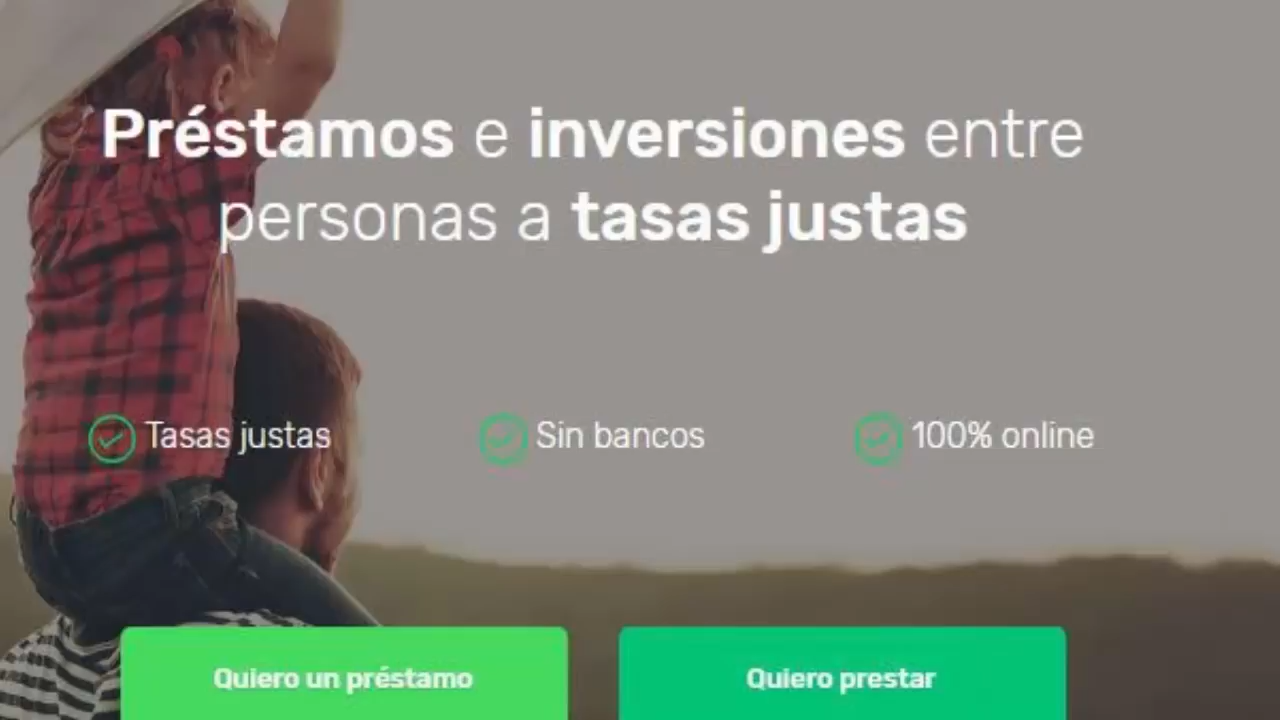 Préstamos e inversiones entre
personas a tasas justas
Tasas justas
Sin bancos
100% online
Quiero un préstamo
Quiero prestar